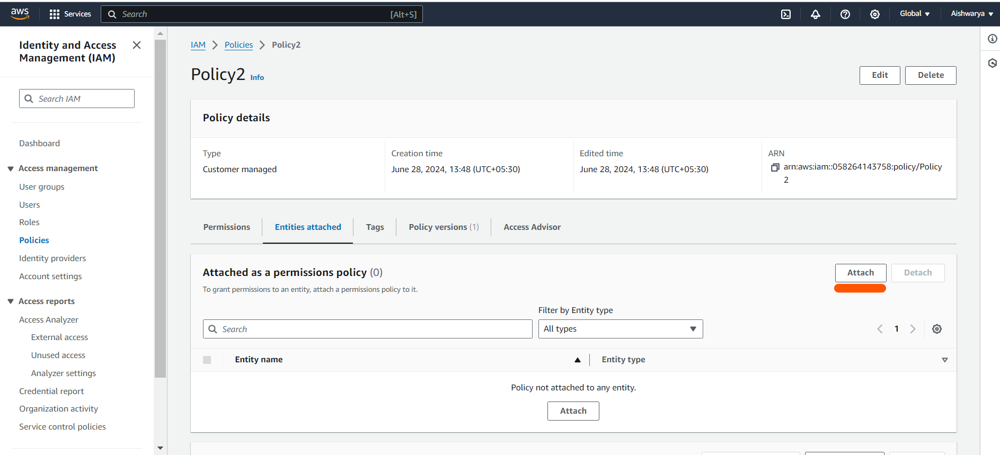 aws
Services
Search
[Alt+S]
Global
Aishwarya
Identity and Access
Management (IAM)
Search IAM
Dashboard
Access management
User groups
Users
Roles
Policies
Identity providers
Account settings
Access reports
Access Analyzer
External access
Unused access
Analyzer settings
Credential report
Organization activity
Service control policies
IAM
Policies
Policy2
Policy2 Info
Edit
Delete
Policy details
Type
Customer managed
Creation time
June 28, 2024, 13:48 (UTC+05:30)
Edited time
June 28, 2024, 13:48 (UTC+05:30)
ARN
arn:aws:iam::058264143758:policy/Policy
2
Permissions
Entities attached
Tags
Policy versions (1)
Access Advisor
Attached as a permissions policy (0)
To grant permissions to an entity, attach a permissions policy to it.
Attach
Detach
Search
Filter by Entity type
All types
1
Entity name
Entity type
Policy not attached to any entity.
Attach